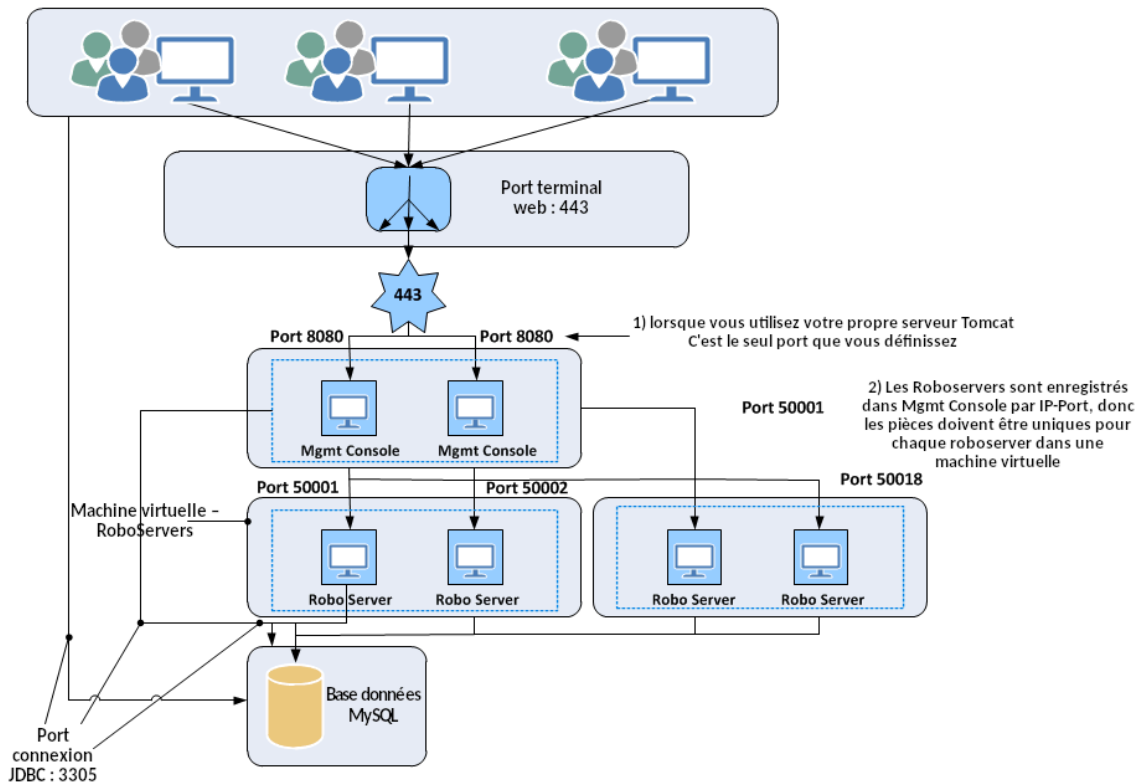 Port terminal
web : 443
443
Port 8080
Port 8080
1) lorsque vous utilisez votre propre serveur Tomcat
C'est le seul port que vous définissez
Mgmt Console
Mgmt Console
Port 50001
2) Les Roboservers sont enregistrés
dans Mgmt Console par IP-Port, donc
les pièces doivent être uniques pour
chaque roboserver dans une
machine virtuelle
Port 50001
Port 50002
Port 50018
Machine virtuelle –
RoboServers
Robo Server
Robo Server
Robo Server
Robo Server
Base données
MySQL
Port
connexion
JDBC : 3305